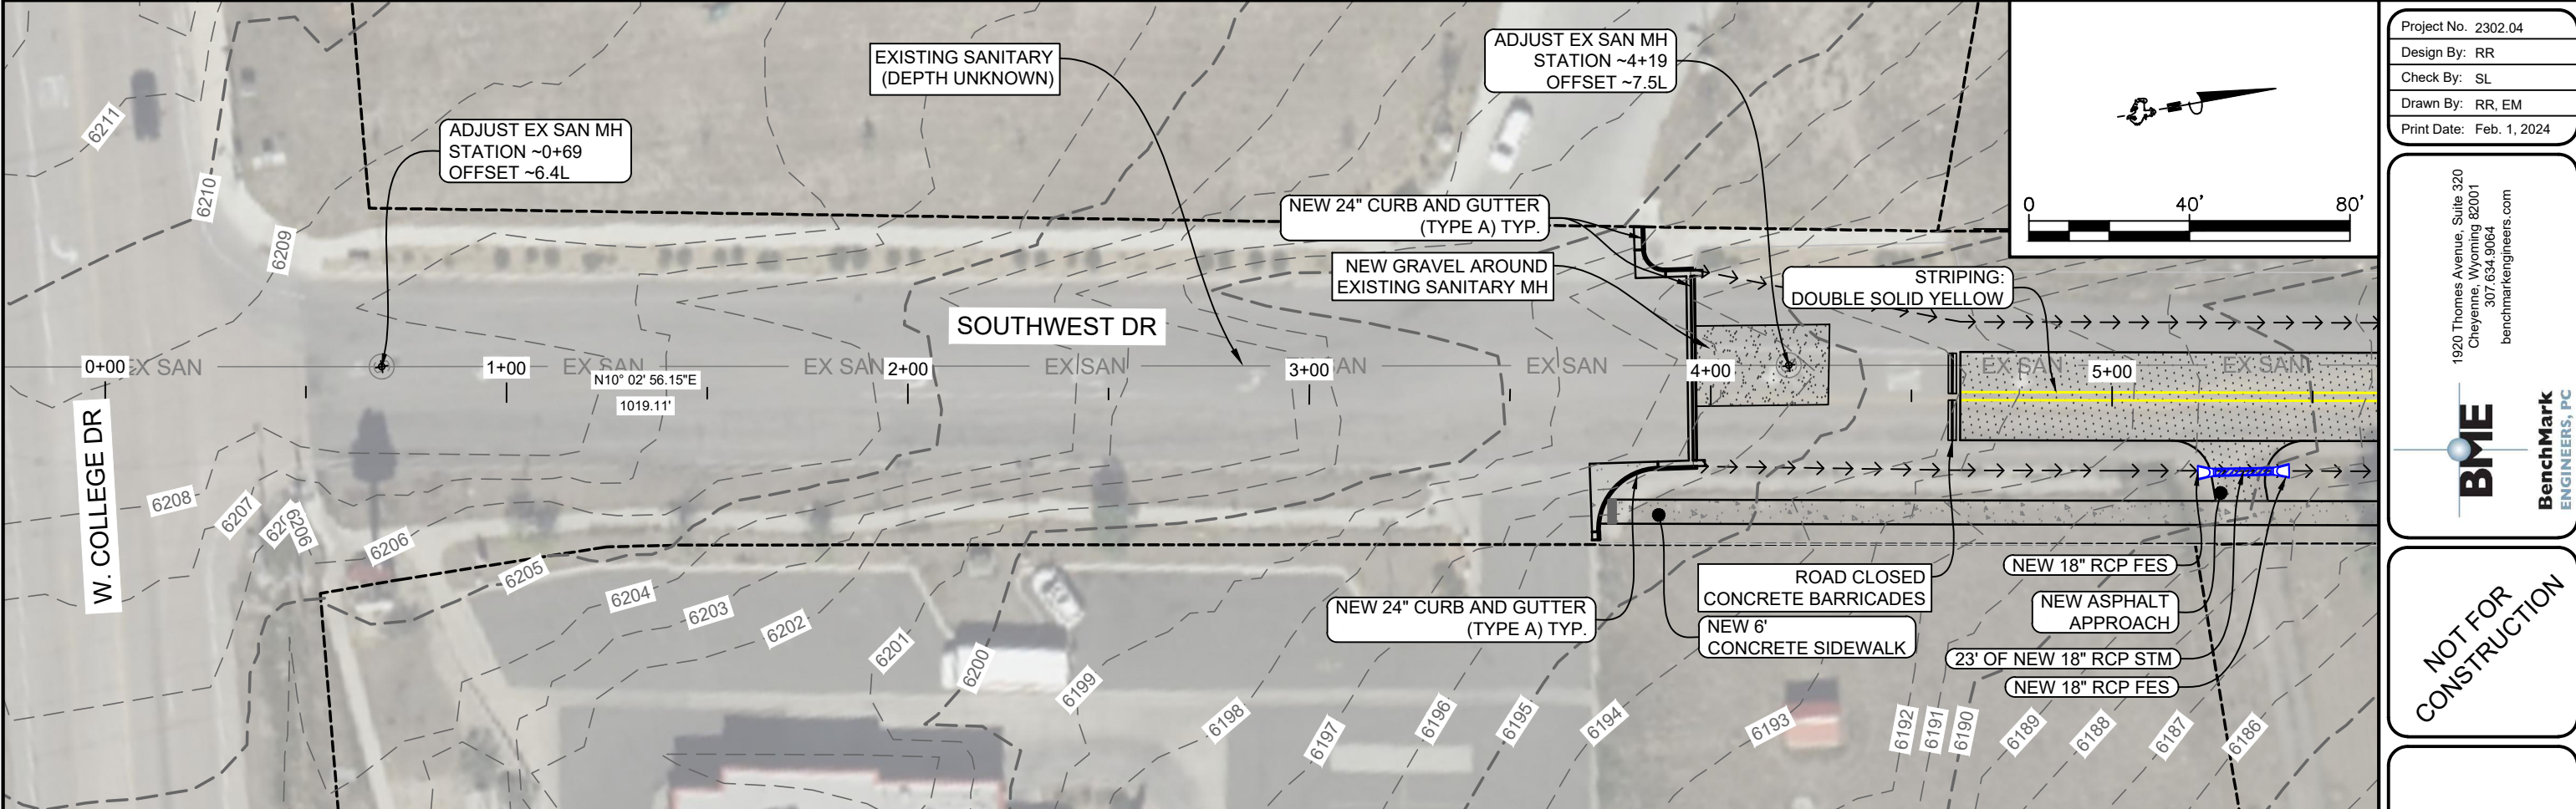 EXISTING SANITARY
(DEPTH UNKNOWN)
ADJUST EX SAN MH
STATION ~4+19
OFFSET ~7.5L
ADJUST EX SAN MH
STATION ~0+69
OFFSET ~6.4L
NEW 24" CURB AND GUTTER
(TYPE A) TYP.
NEW GRAVEL AROUND
EXISTING SANITARY MH
STRIPING:
DOUBLE SOLID YELLOW
0
40'
80'
6211
6210
6209
SOUTHWEST DR
0+00
EX SAN
1+00
EX SAN
EX SAN
2+00
EX SAN
3+00
EX SAN
4+00
EX SAN
5+00
EX SAN
N10° 02' 56.15"E
1019.11'
W. COLLEGE DR
6208
6207
6206
6206
6205
6204
6203
6202
6201
6200
6199
6198
6197
6196
6195
6194
6193
6192
6191
6190
6189
6188
6187
6186
NEW 24" CURB AND GUTTER
(TYPE A) TYP.
ROAD CLOSED
CONCRETE BARRICADES
NEW 6'
CONCRETE SIDEWALK
NEW 18" RCP FES
NEW ASPHALT
APPROACH
23' OF NEW 18" RCP STM
NEW 18" RCP FES
Project No. 2302.04
Design By: RR
Check By: SL
Drawn By: RR, EM
Print Date: Feb. 1, 2024
1920 Thomes Avenue, Suite 320
Cheyenne, Wyoming 82001
307.634.9064
benchmarkengineers.com
BME
BenchMark
ENGINEERS, PC
NOT FOR
CONSTRUCTION